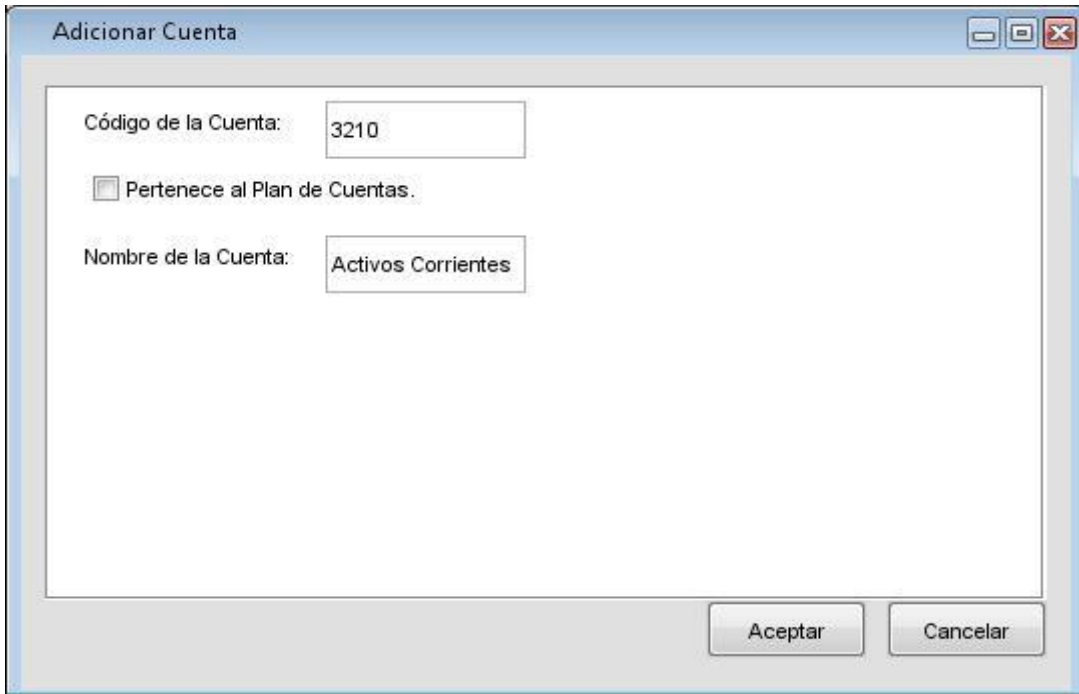 Adicionar Cuenta
Código de la Cuenta: 3210
Pertenece al Plan de Cuentas.
Nombre de la Cuenta: Activos Corrientes
Aceptar Cancelar